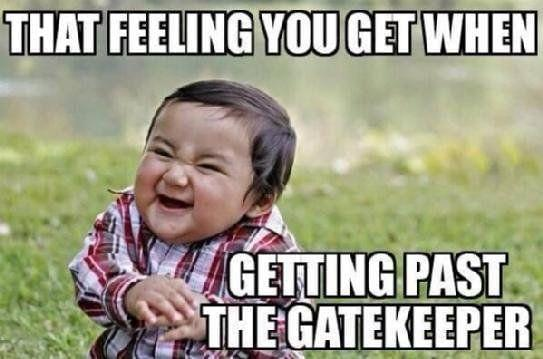 THAT FEELING YOU GET WHEN
GETTING PAST
THE GATEKEEPER